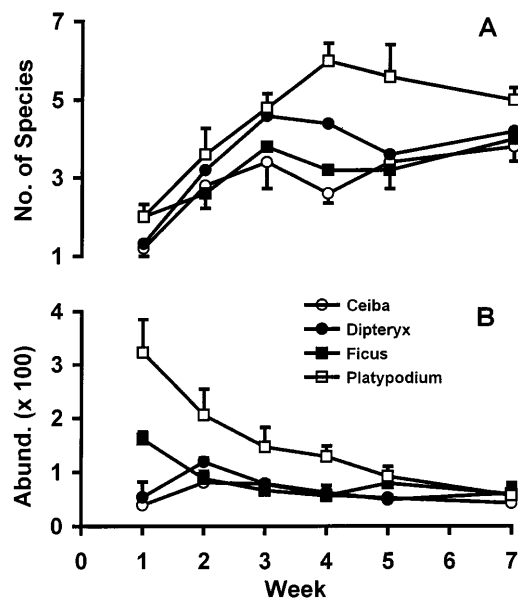 A
7
5
3
1
No. of Species
B
Ceiba
Dipteryx
Ficus
Platypodium
4
3
2
1
0
Abund. (x 100)
0 1 2 3 4 5 6 7
Week